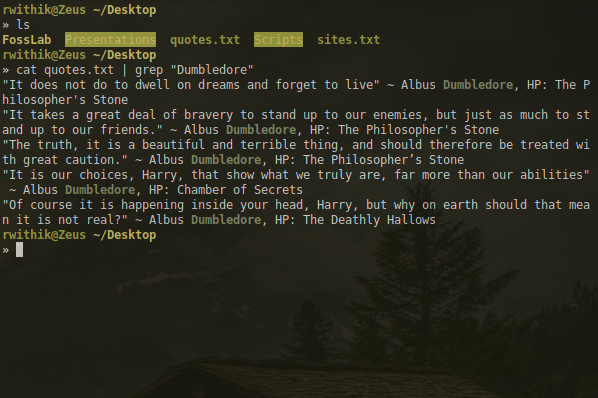 rwithik@Zeus ~/Desktop
» ls
FossLab  Presentations  quotes.txt  Scripts  sites.txt
rwithik@Zeus ~/Desktop
» cat quotes.txt | grep "Dumbledore"
"It does not do to dwell on dreams and forget to live" ~ Albus Dumbledore, HP: The P
hilosopher's Stone
"It takes a great deal of bravery to stand up to our enemies, but just as much to st
and up to our friends." ~ Albus Dumbledore, HP: The Philosopher's Stone
"The truth, it is a beautiful and terrible thing, and should therefore be treated wi
th great caution." ~ Albus Dumbledore, HP: The Philosopher’s Stone
"It is our choices, Harry, that show what we truly are, far more than our abilities"
 ~ Albus Dumbledore, HP: Chamber of Secrets
"Of course it is happening inside your head, Harry, but why on earth should that mea
n it is not real?" ~ Albus Dumbledore, HP: The Deathly Hallows
rwithik@Zeus ~/Desktop
»